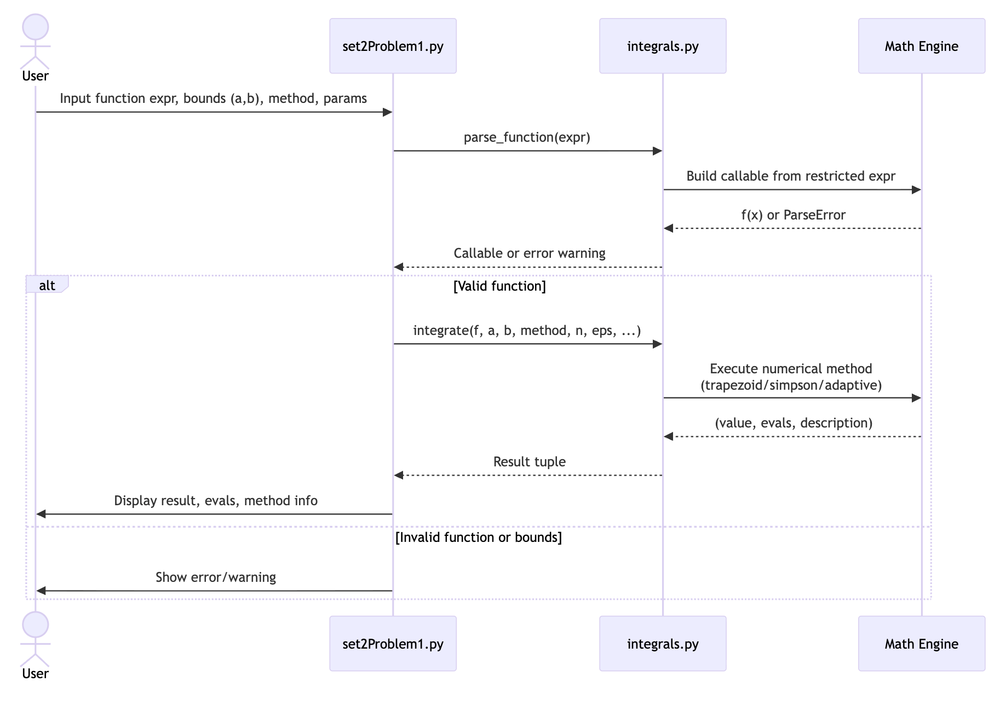 set2Problem1.py
integrals.py
Math Engine
User
Input function expr, bounds (a,b), method, params
parse_function(expr)
Build callable from restricted expr
f(x) or ParseError
Callable or error warning
alt
[Valid function]
integrate(f, a, b, method, n, eps, ...)
Execute numerical method
(trapezoid/simpson/adaptive)
(value, evals, description)
Result tuple
Display result, evals, method info
[Invalid function or bounds]
Show error/warning
set2Problem1.py
integrals.py
Math Engine
User